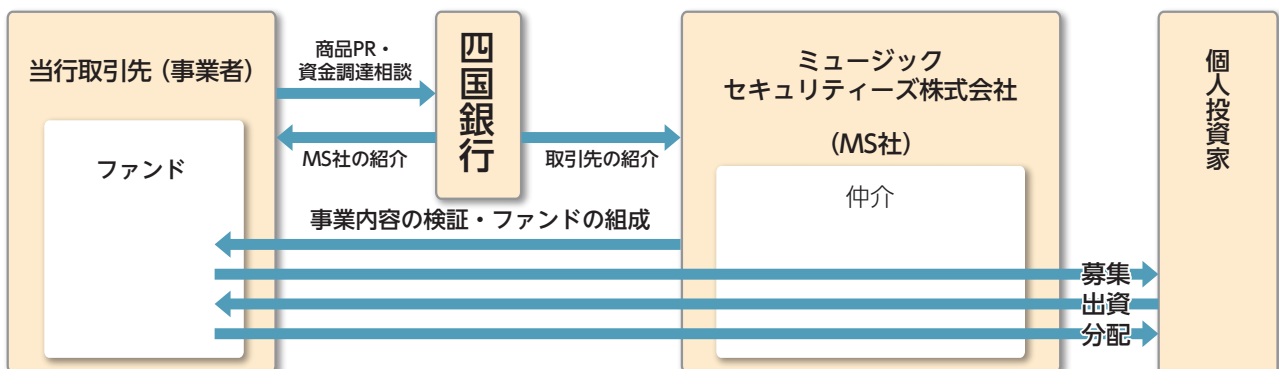 当行取引先（事業者）
ファンド
商品PR・
資金調達相談
四国銀行
MS社の紹介
取引先の紹介
ミュージック
セキュリティーズ株式会社
（MS社）
仲介
個人投資家
事業内容の検証・ファンドの組成
募集
出資
分配